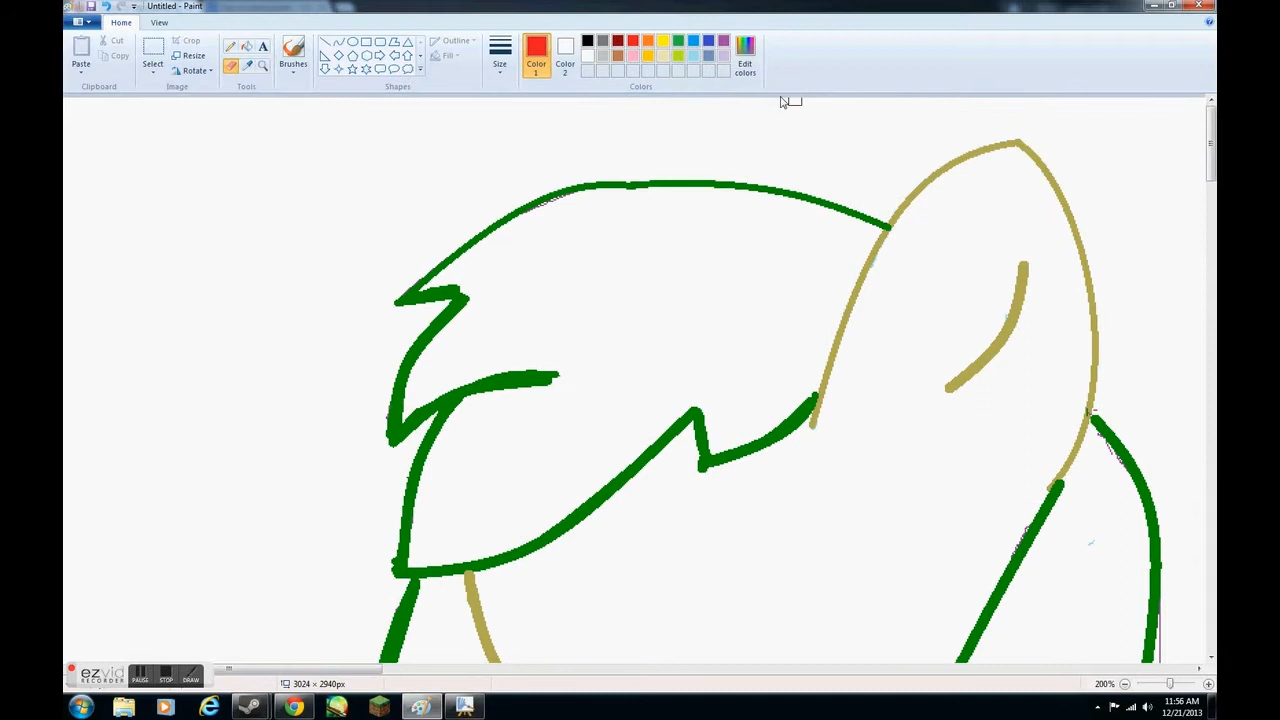 Untitled - Paint
Home
View
Paste
Cut
Copy
Clipboard
Select
Crop
Resize
Rotate
Image
A
Tools
Brushes
Outline
Fill
Shapes
Size
Color 1
Color 2
Edit colors
Colors
ezvid
RECORDER
PAUSE
STOP
DRAW
3024 × 2940px
200%
11:56 AM
12/21/2013